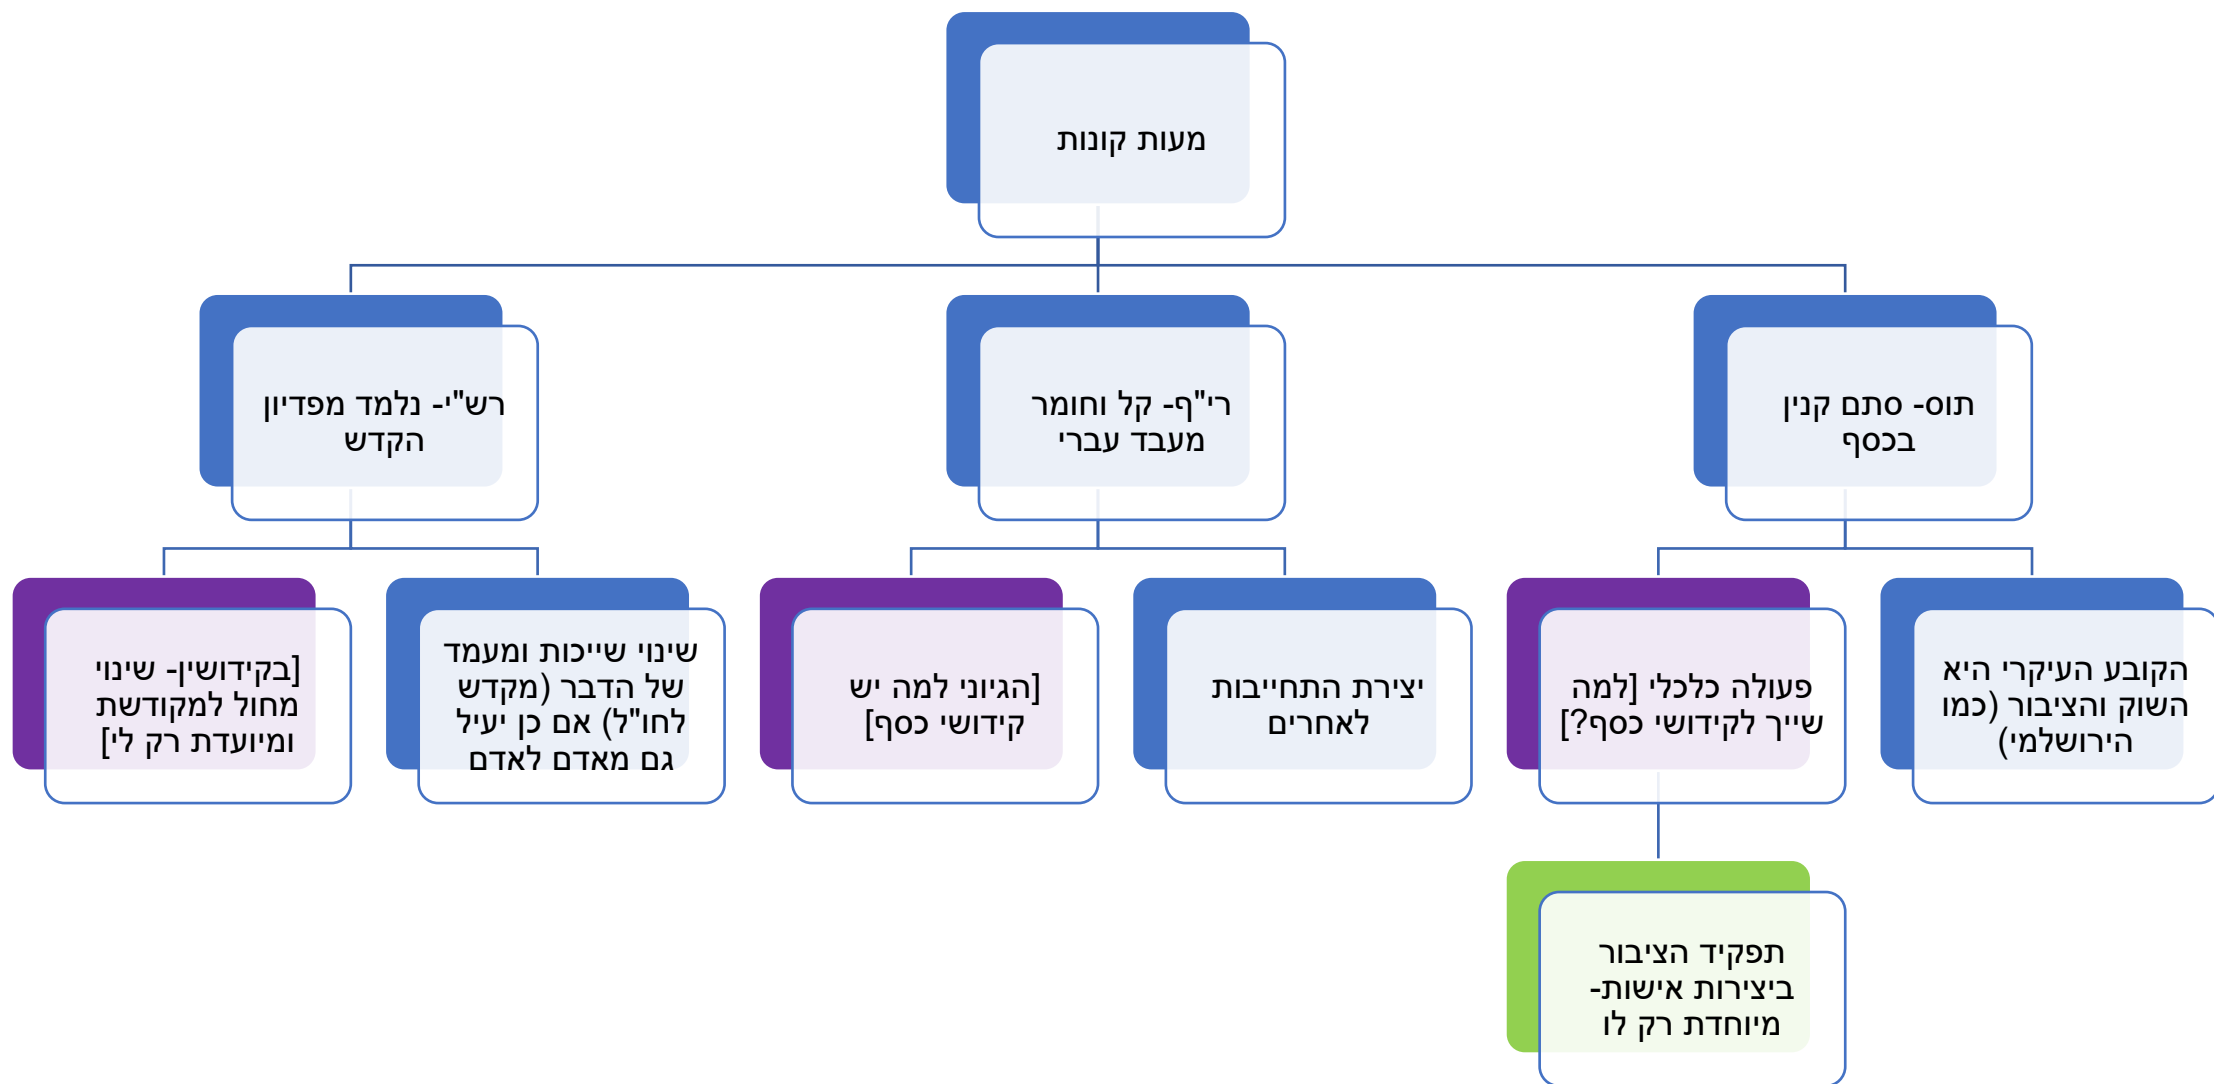 מעות קונות
תוס- סתם קנין
בכסף
רי"ף- קל וחומר
מעבד עברי
רש"י- נלמד מפדיון
הקדש
הקובע העיקרי היא
השוק והציבור (כמו
הירושלמי)
פעולה כלכלי [למה
שייך לקידושי כסף?]
יצירת התחייבות
לאחרים
[הגיוני למה יש
קידושי כסף]
שינוי שייכות ומעמד
של הדבר (מקדש
לחו"ל) אם כן יעיל
גם מאדם לאדם
[בקידושין- שינוי
מחול למקודשת
ומיועדת רק לי]
תפקיד הציבור
ביצירות אישות-
מיוחדת רק לו